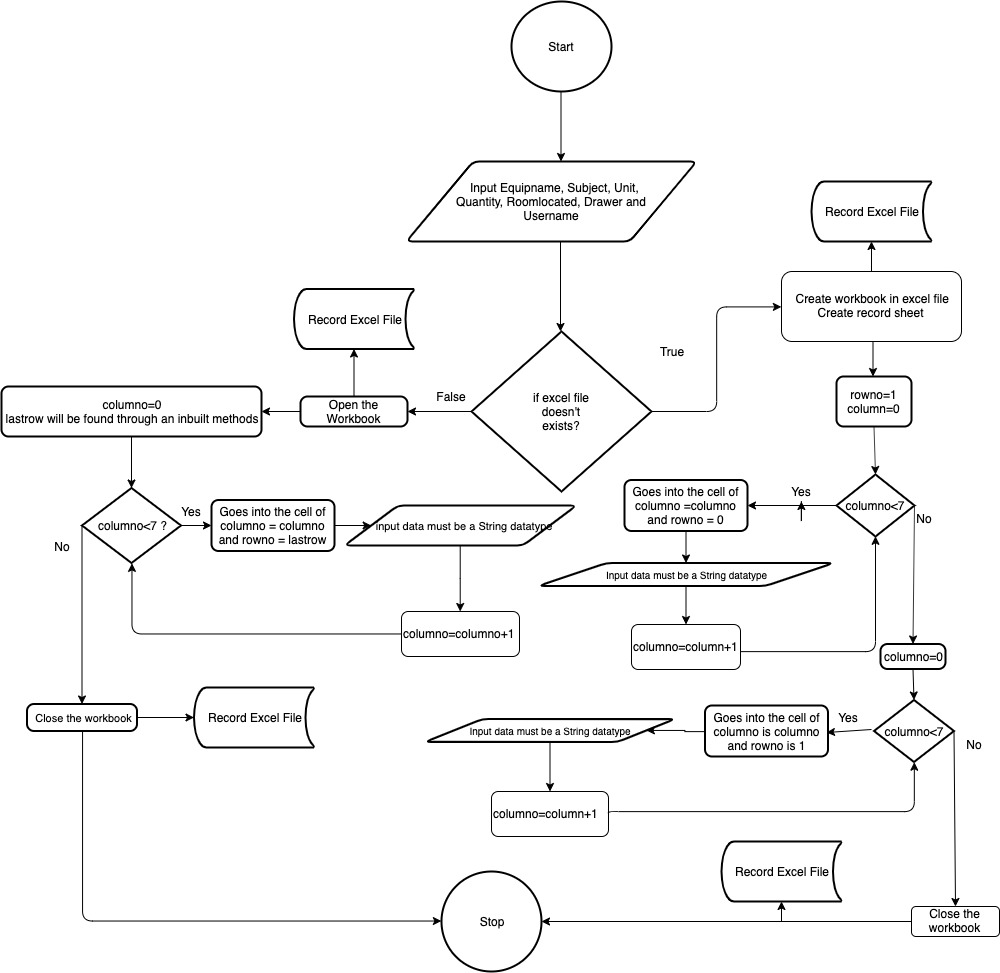 Start
Input Equipname, Subject, Unit,
Quantity, Roomlocated, Drawer and
Username
Record Excel File
Create workbook in excel file
Create record sheet
True
Record Excel File
if excel file
doesn't
exists?
False
Open the
Workbook
columno=0
lastrow will be found through an inbuilt methods
rowno=1
column=0
columno<7 ?
Yes
No
Goes into the cell of
columno = columno
and rowno = lastrow
Input data must be a String datatype
columno=columno+1
columno<7
Yes
No
Goes into the cell of
columno =columno
and rowno = 0
Input data must be a String datatype
columno=column+1
columno=0
Close the workbook
Record Excel File
columno<7
Yes
No
Goes into the cell of
columno is columno
and rowno is 1
Input data must be a String datatype
columno=column+1
Record Excel File
Close the
workbook
Stop